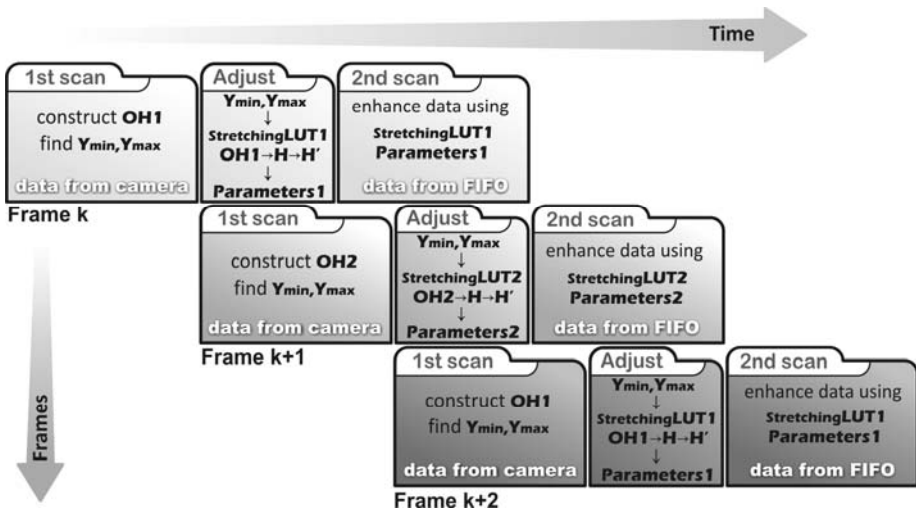 Time
1st scan
construct OH1
find Ymin,Ymax
data from camera
Adjust
Ymin,Ymax
↓
StretchingLUT1
OH1→H→H'
↓
Parameters1
2nd scan
enhance data using
StretchingLUT1
Parameters1
data from FIFO
Frame k
1st scan
construct OH2
find Ymin,Ymax
data from camera
Adjust
Ymin,Ymax
↓
StretchingLUT2
OH2→H→H'
↓
Parameters2
2nd scan
enhance data using
StretchingLUT2
Parameters2
data from FIFO
Frame k+1
1st scan
construct OH1
find Ymin,Ymax
data from camera
Adjust
Ymin,Ymax
↓
StretchingLUT1
OH1→H→H'
↓
Parameters1
2nd scan
enhance data using
StretchingLUT1
Parameters1
data from FIFO
Frame k+2
Frames